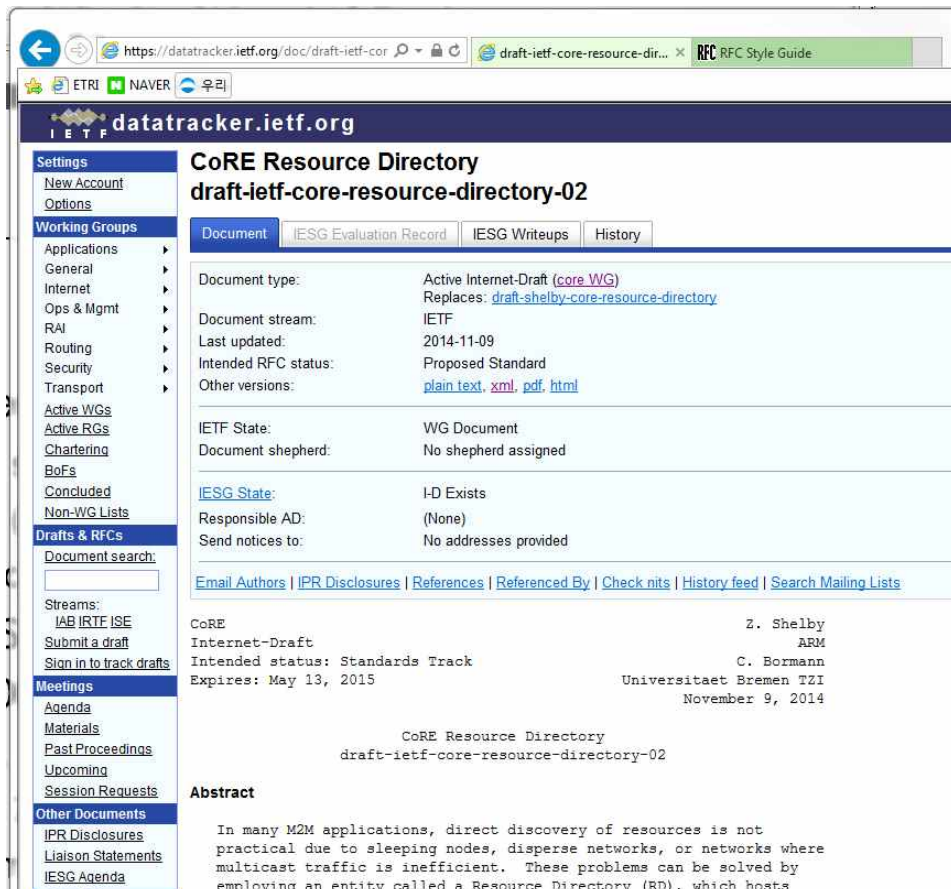 https://datatracker.ietf.org/doc/draft-ietf-cor
draft-ietf-core-resource-dir... ×
RFC RFC Style Guide
ETRI NAVER 우리
IETF datatracker.ietf.org
Settings
New Account
Options
Working Groups
Applications
General
Internet
Ops & Mgmt
RAI
Routing
Security
Transport
Active WGs
Active RGs
Chartering
BoFs
Concluded
Non-WG Lists
Drafts & RFCs
Document search:
Streams:
IAB IRTF ISE
Submit a draft
Sign in to track drafts
Meetings
Agenda
Materials
Past Proceedings
Upcoming
Session Requests
Other Documents
IPR Disclosures
Liaison Statements
IESG Agenda
CoRE Resource Directory
draft-ietf-core-resource-directory-02
Document IESG Evaluation Record IESG Writeups History
Document type: Active Internet-Draft (core WG)
Replaces: draft-shelby-core-resource-directory
Document stream: IETF
Last updated: 2014-11-09
Intended RFC status: Proposed Standard
Other versions: plain text, xml, pdf, html
IETF State: WG Document
Document shepherd: No shepherd assigned
IESG State: I-D Exists
Responsible AD: (None)
Send notices to: No addresses provided
Email Authors | IPR Disclosures | References | Referenced By | Check nits | History feed | Search Mailing Lists
CoRE Z. Shelby
Internet-Draft ARM
Intended status: Standards Track C. Bormann
Expires: May 13, 2015 Universitaet Bremen TZI
November 9, 2014
CoRE Resource Directory
draft-ietf-core-resource-directory-02
Abstract
In many M2M applications, direct discovery of resources is not
practical due to sleeping nodes, disperse networks, or networks where
multicast traffic is inefficient. These problems can be solved by
employing an entity called a Resource Directory (RD), which hosts